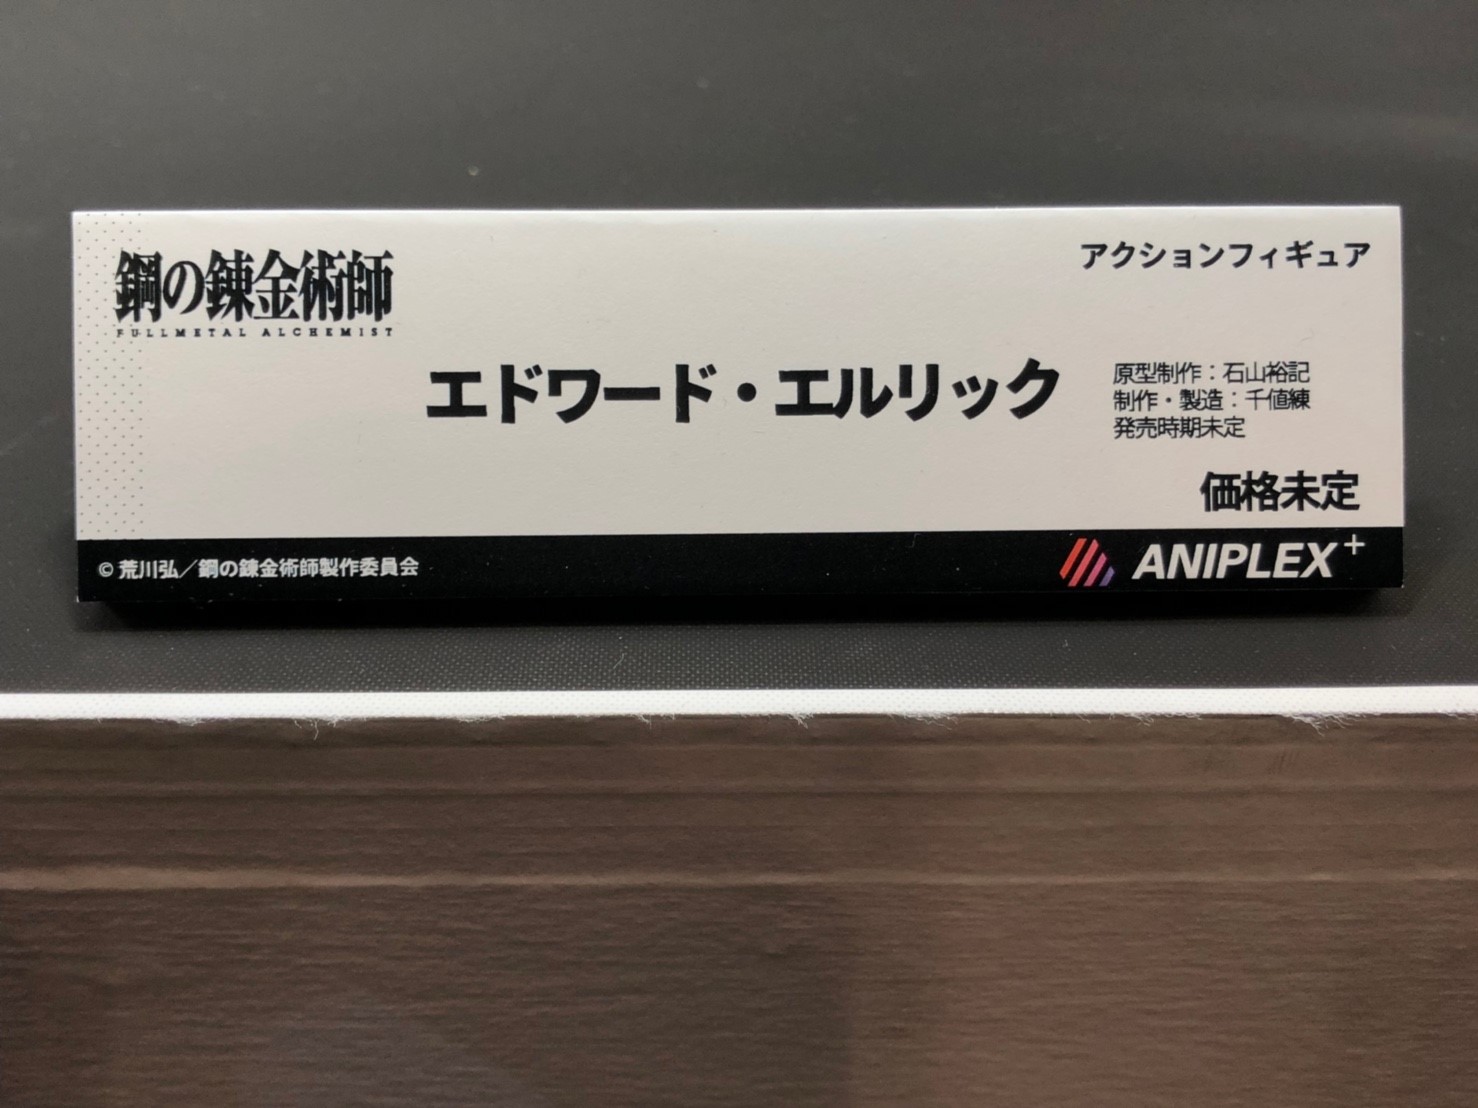 鋼の錬金術師
FULLMETAL ALCHEMIST
アクションフィギュア
エドワード・エルリック
原型制作：石山裕記
制作・製造：千値練
発売時期未定
価格未定
© 荒川弘／鋼の錬金術師製作委員会
ANIPLEX+